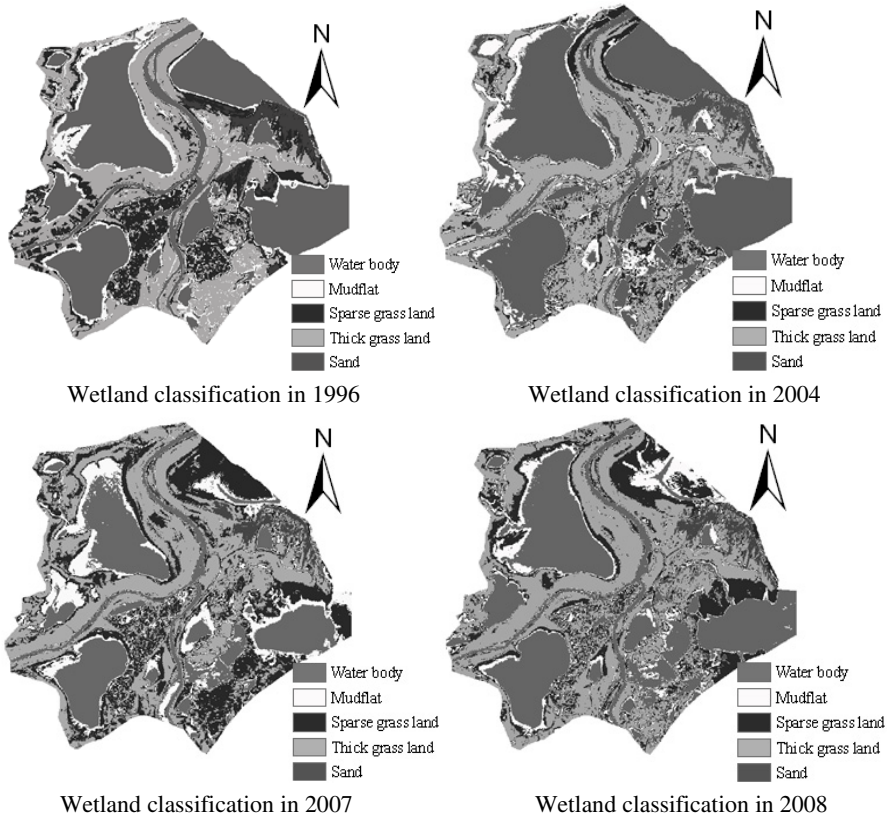 N
Water body
Mudflat
Sparse grass land
Thick grass land
Sand
Wetland classification in 1996
N
Water body
Mudflat
Sparse grass land
Thick grass land
Sand
Wetland classification in 2004
N
Water body
Mudflat
Sparse grass land
Thick grass land
Sand
Wetland classification in 2007
N
Water body
Mudflat
Sparse grass land
Thick grass land
Sand
Wetland classification in 2008